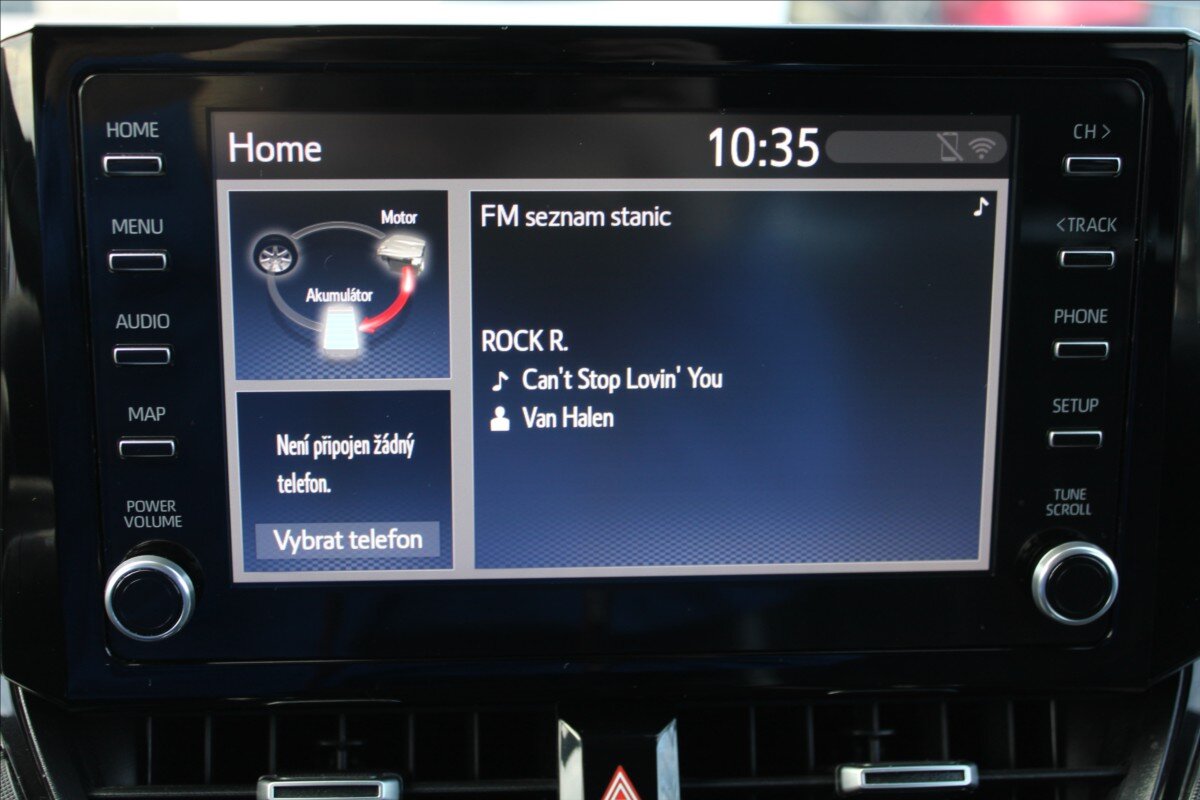 HOME
MENU
AUDIO
MAP
POWER
VOLUME
Home
10:35
Motor
Akumulátor
Není připojen žádný
telefon.
Vybrat telefon
FM seznam stanic
ROCK R.
Can't Stop Lovin' You
Van Halen
CH >
<TRACK
PHONE
SETUP
TUNE
SCROLL